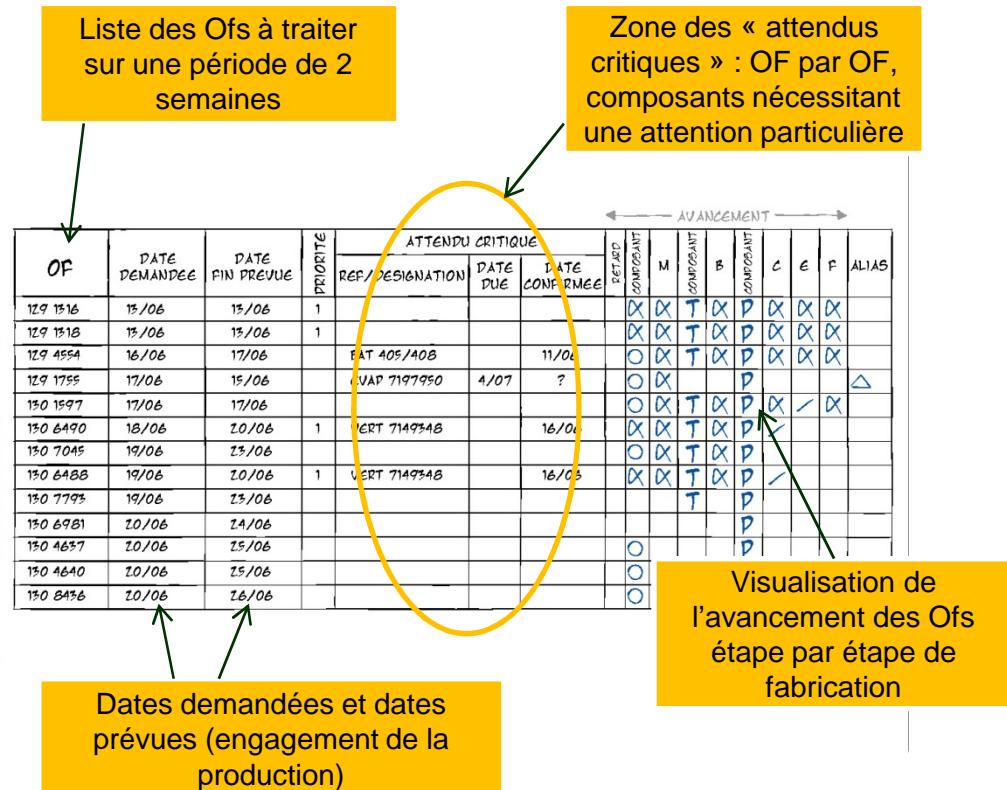 Liste des Ofs à traiter
sur une période de 2
semaines
Zone des « attendus
critiques » : OF par OF,
composants nécessitant
une attention particulière
AVANCEMENT
OF
DATE
DEMANDEE
DATE
FIN PREVUE
PRIORITE
ATTENDU CRITIQUE
REF/DESIGNATION
DATE
DUE
DATE
CONFIRMEE
RETARD
COMPOSANT
M
COMPOSANT
B
COMPOSANT
C
E
F
ALIAS
129 1316 13/06 13/06 1 α α T α P α α α
129 1318 13/06 13/06 1 α α T α P α α α
129 4554 16/06 17/06 BAT 405/408 11/06 O α T α P α α α
129 1755 17/06 15/06 EVAP 7197950 4/07 ? O α P △
130 1597 17/06 17/06 O α T α P α / α
130 6490 18/06 20/06 1 VERT 7149348 16/06 α α T α P /
130 7045 19/06 23/06 O α T α P
130 6488 19/06 20/06 1 VERT 7149348 16/06 α α T α P /
130 7793 19/06 23/06 T P
130 6981 20/06 24/06 P
130 4637 20/06 25/06 O P
130 4640 20/06 25/06 O
130 8436 20/06 26/06 O
Visualisation de
l'avancement des Ofs
étape par étape de
fabrication
Dates demandées et dates
prévues (engagement de la
production)